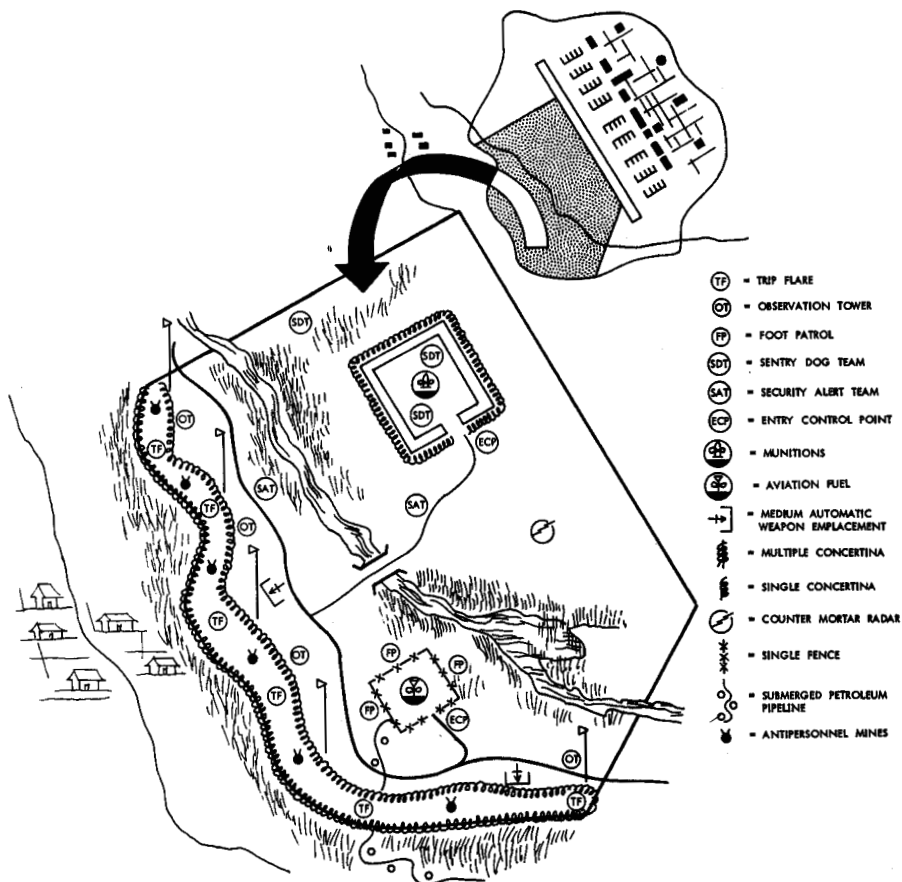 SDT
SDT
SDT
ECP
OT
TF
TF
SAT
SAT
OT
TF
OT
TF
FP
FP
FP
ECP
OT
TF
TF
TF = TRIP FLARE
OT = OBSERVATION TOWER
FP = FOOT PATROL
SDT = SENTRY DOG TEAM
SAT = SECURITY ALERT TEAM
ECP = ENTRY CONTROL POINT
= MUNITIONS
= AVIATION FUEL
= MEDIUM AUTOMATIC
WEAPON EMPLACEMENT
= MULTIPLE CONCERTINA
= SINGLE CONCERTINA
= COUNTER MORTAR RADAR
= SINGLE FENCE
= SUBMERGED PETROLEUM
PIPELINE
= ANTIPERSONNEL MINES